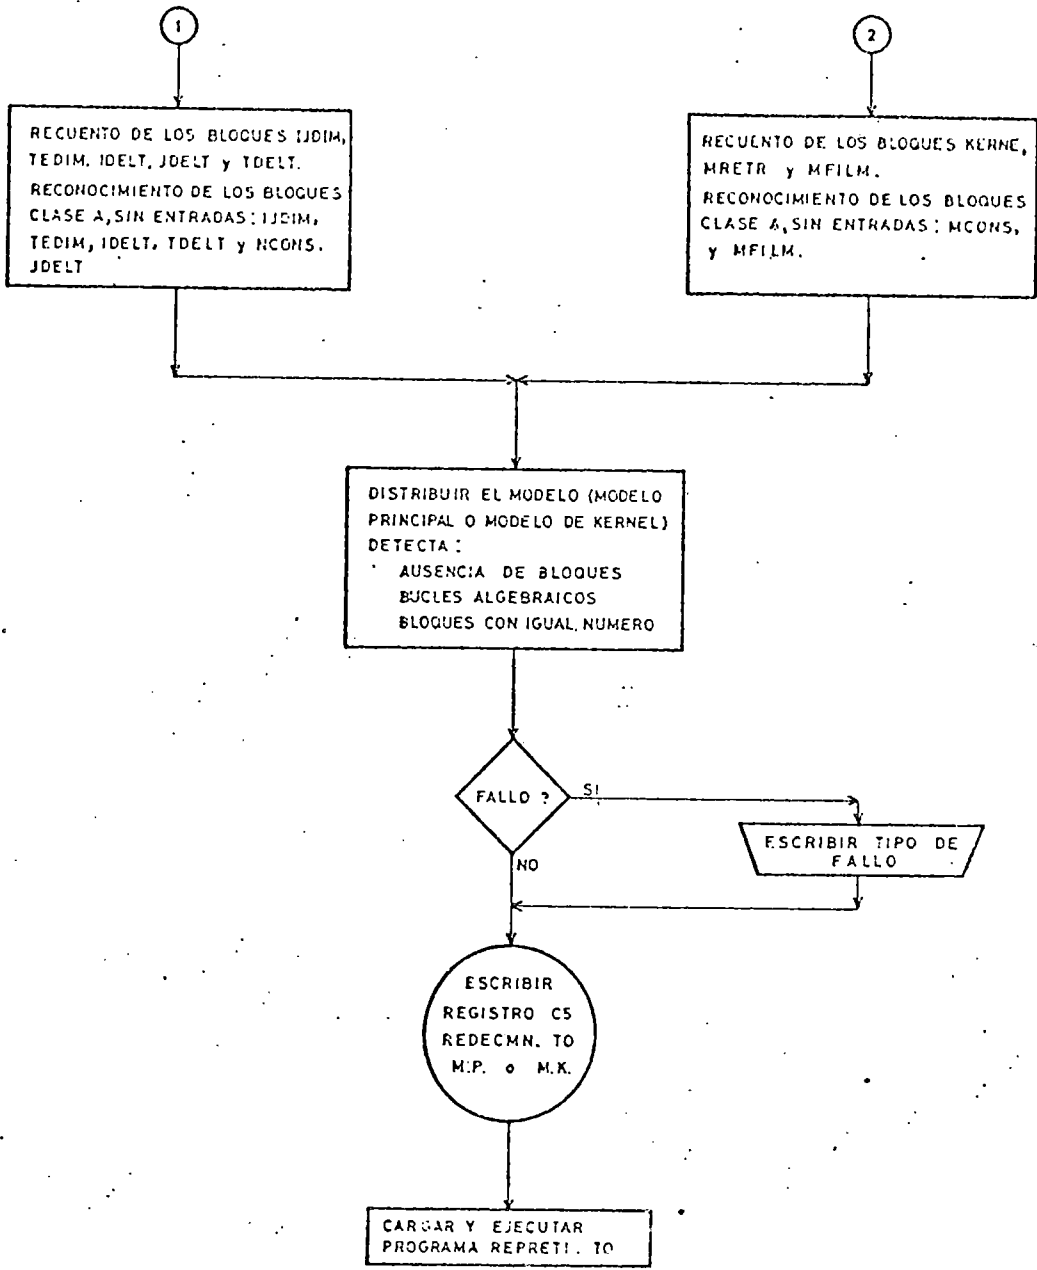 1
RECUENTO DE LOS BLOQUES IJDIM,
TEDIM, IDELT, JDELT y TDELT.
RECONOCIMIENTO DE LOS BLOQUES
CLASE A, SIN ENTRADAS: IJDIM,
TEDIM, IDELT, TDELT y NCONS.
JDELT
2
RECUENTO DE LOS BLOQUES KERNE,
MRETR y MFILM.
RECONOCIMIENTO DE LOS BLOQUES
CLASE A, SIN ENTRADAS: MCONS,
y MFILM.
DISTRIBUIR EL MODELO (MODELO
PRINCIPAL O MODELO DE KERNEL)
DETECTA:
AUSENCIA DE BLOQUES
BUCLES ALGEBRAICOS
BLOQUES CON IGUAL NUMERO
FALLO ?
SI
ESCRIBIR TIPO DE
FALLO
NO
ESCRIBIR
REGISTRO C5
REDECMN. TO
M.P. o M.K.
CARGAR Y EJECUTAR
PROGRAMA REPRETI. TO